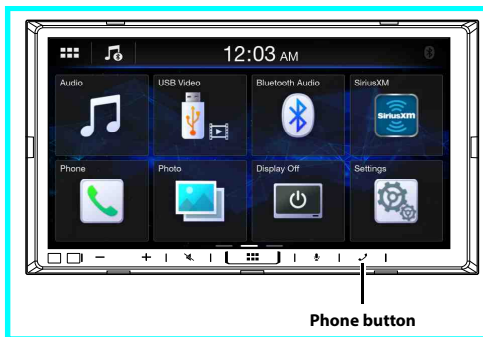 12:03 AM
Audio
USB Video
Bluetooth Audio
SiriusXM
SiriusXM
Phone
Photo
Display Off
Settings
− +
Phone button